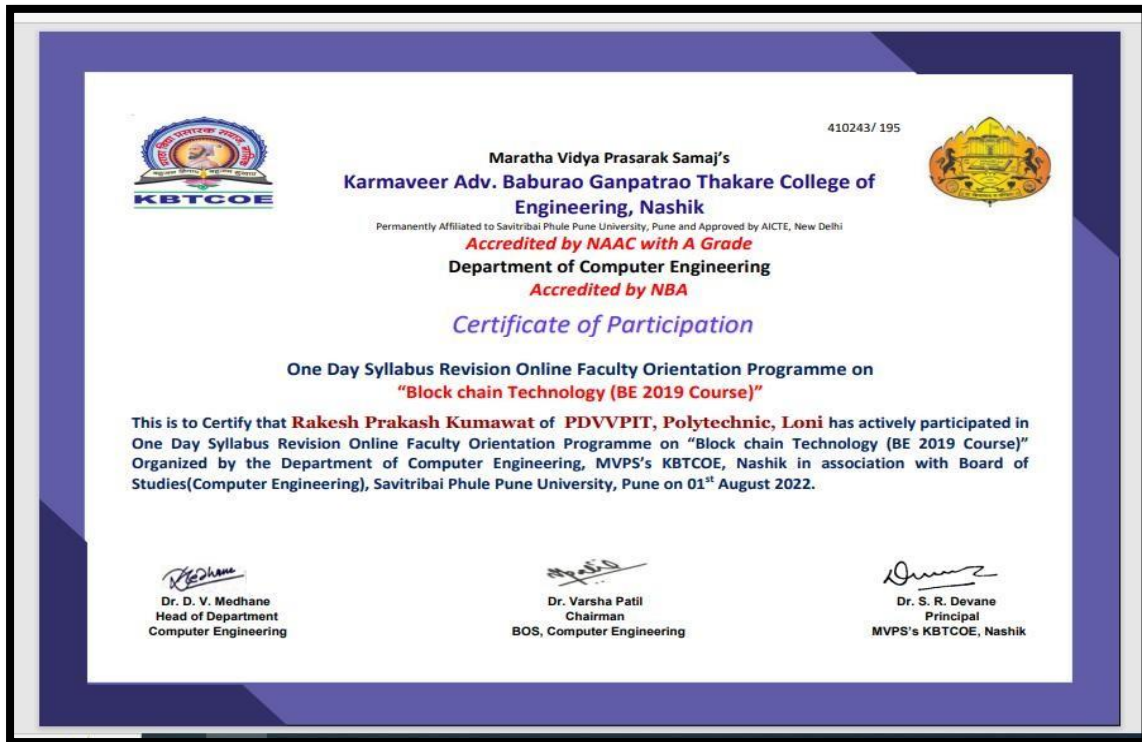 410243/ 195
मराठा विद्या प्रसारक समाज, नाशिक
KBTCOE
Maratha Vidya Prasarak Samaj's
Karmaveer Adv. Baburao Ganpatrao Thakare College of
Engineering, Nashik
Permanently Affiliated to Savitribai Phule Pune University, Pune and Approved by AICTE, New Delhi
Accredited by NAAC with A Grade
Department of Computer Engineering
Accredited by NBA
Certificate of Participation
One Day Syllabus Revision Online Faculty Orientation Programme on
“Block chain Technology (BE 2019 Course)”
This is to Certify that Rakesh Prakash Kumawat of PDVVPIT, Polytechnic, Loni has actively participated in
One Day Syllabus Revision Online Faculty Orientation Programme on “Block chain Technology (BE 2019 Course)”
Organized by the Department of Computer Engineering, MVPS's KBTCOE, Nashik in association with Board of
Studies(Computer Engineering), Savitribai Phule Pune University, Pune on 01st August 2022.
Dr. D. V. Medhane
Head of Department
Computer Engineering
Dr. Varsha Patil
Chairman
BOS, Computer Engineering
Dr. S. R. Devane
Principal
MVPS's KBTCOE, Nashik